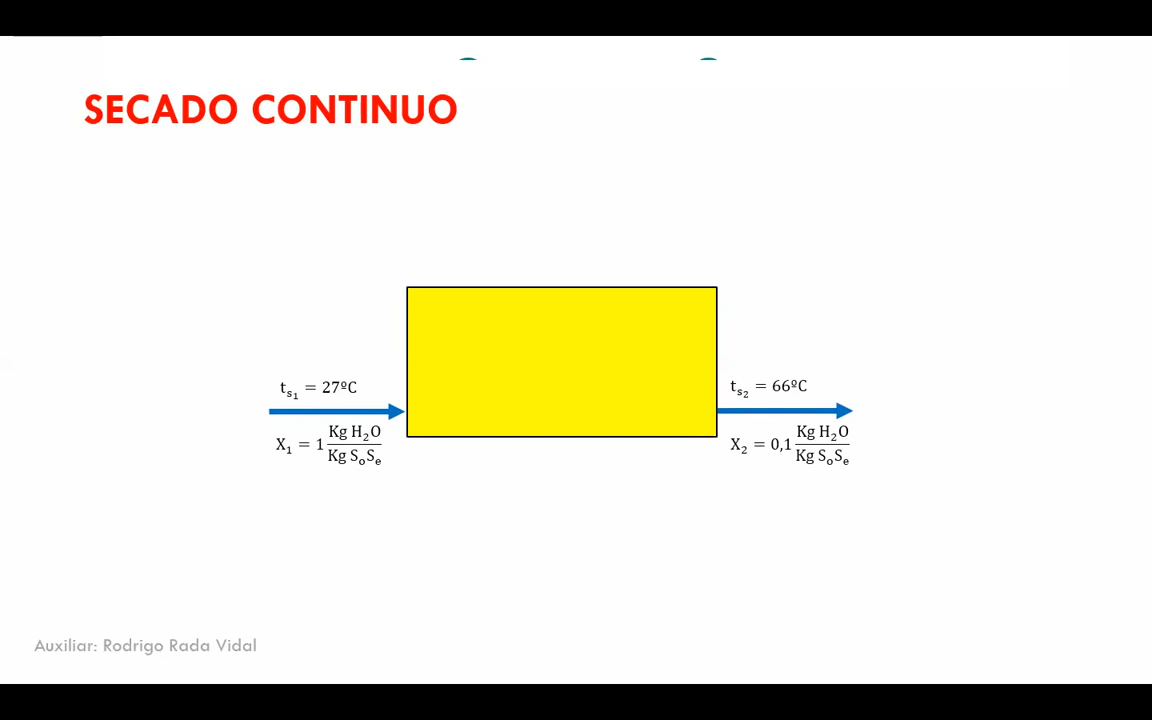 SECADO CONTINUO
t_s₁ = 27ºC
X₁ = 1 Kg H₂O / Kg SₒSₑ
t_s₂ = 66ºC
X₂ = 0,1 Kg H₂O / Kg SₒSₑ
Auxiliar: Rodrigo Rada Vidal